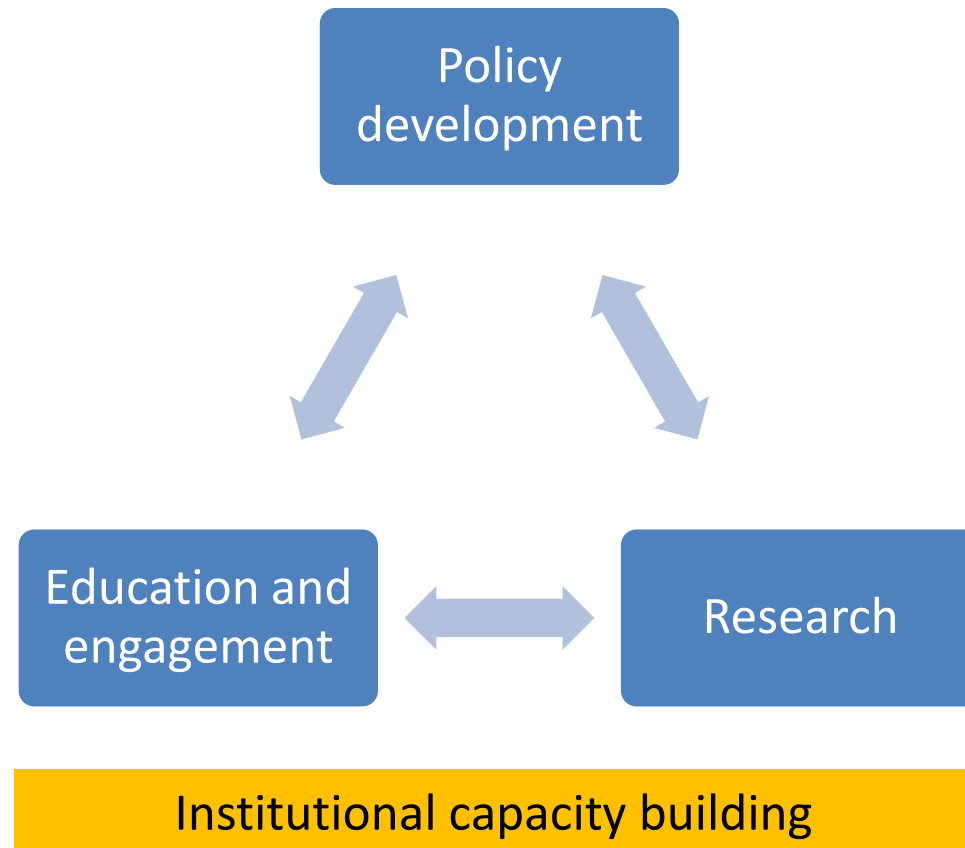 Policy
development
Education and
engagement
Research
Institutional capacity building